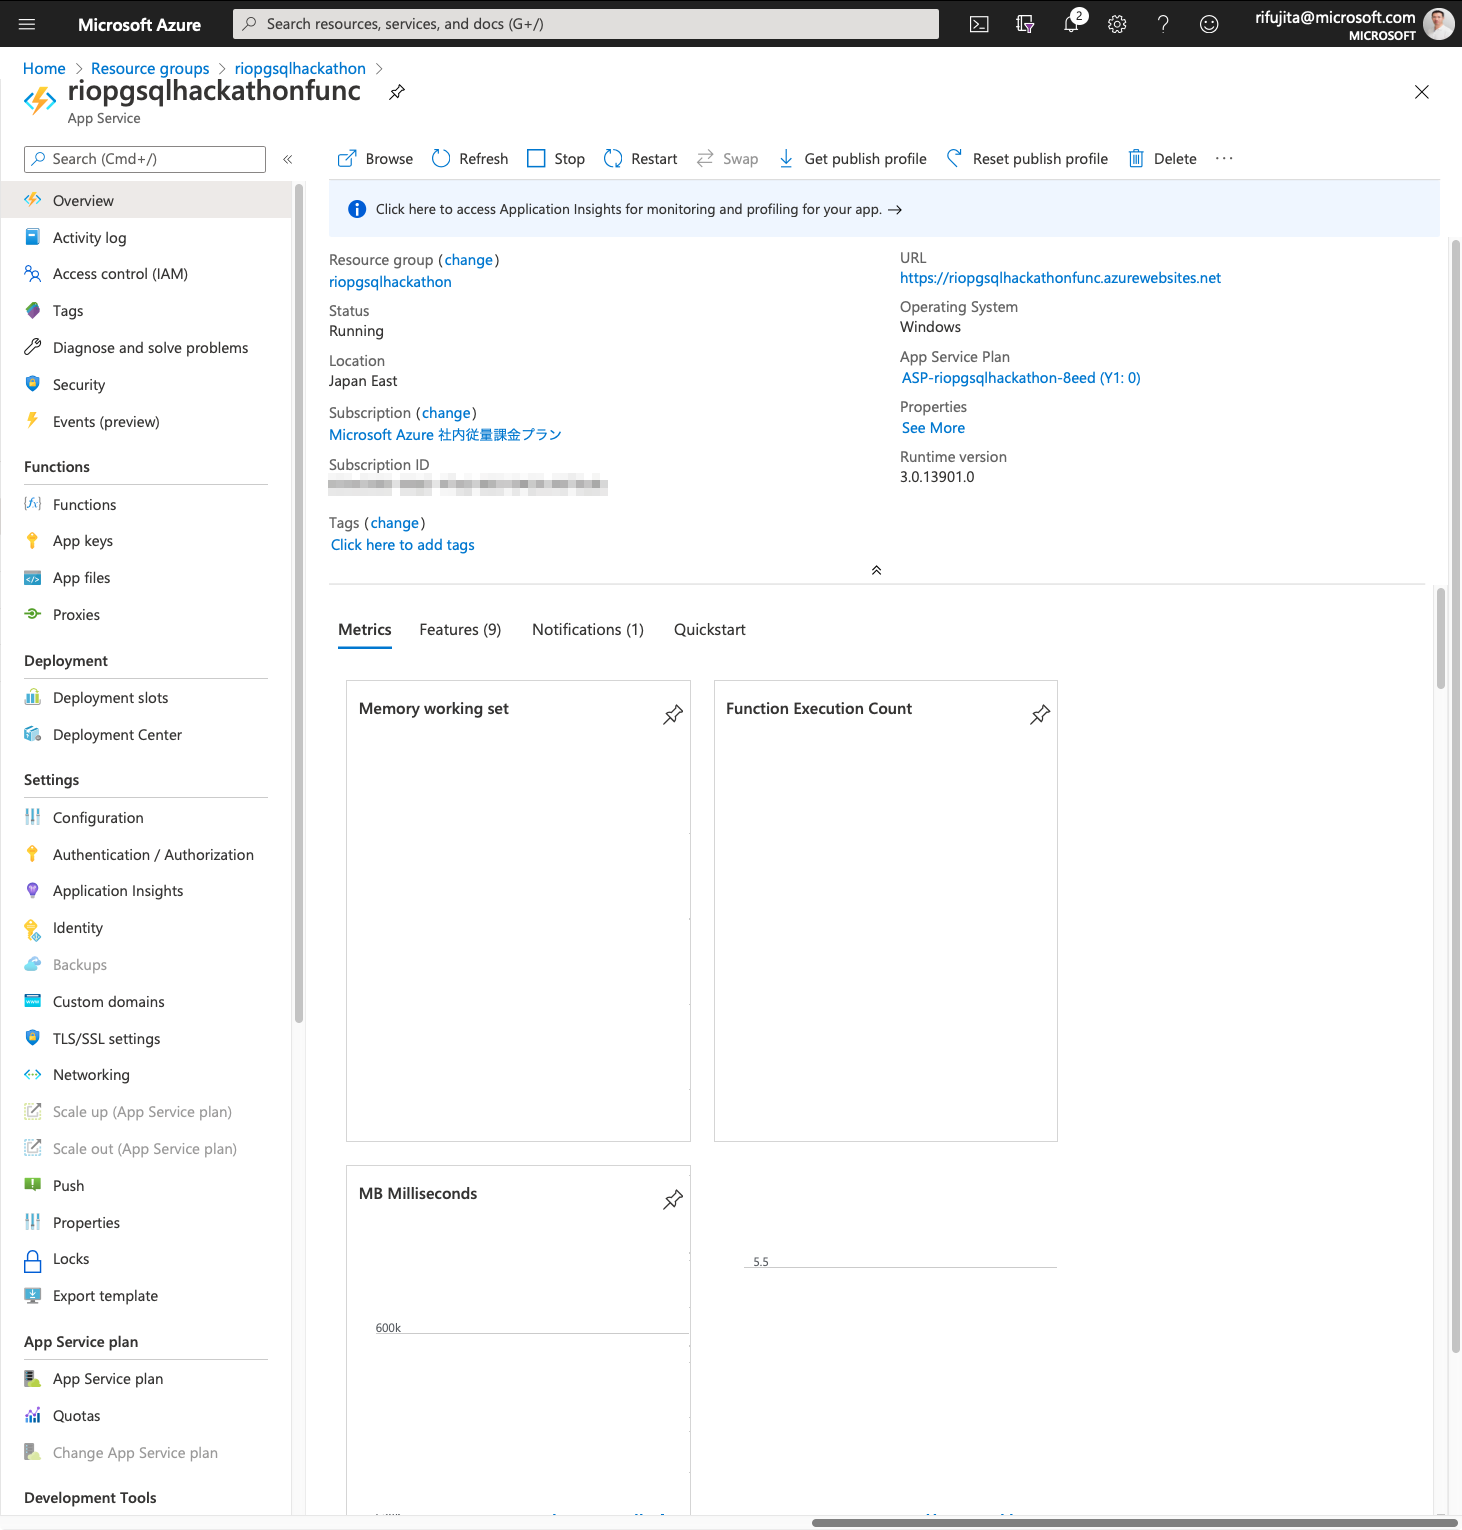 Microsoft Azure
Search resources, services, and docs (G+/)
2
rifujita@microsoft.com
MICROSOFT
Home > Resource groups > riopgsqlhackathon >
riopgsqlhackathonfunc
App Service
Search (Cmd+/)
«
Overview
Activity log
Access control (IAM)
Tags
Diagnose and solve problems
Security
Events (preview)
Functions
Functions
App keys
App files
Proxies
Deployment
Deployment slots
Deployment Center
Settings
Configuration
Authentication / Authorization
Application Insights
Identity
Backups
Custom domains
TLS/SSL settings
Networking
Scale up (App Service plan)
Scale out (App Service plan)
Push
Properties
Locks
Export template
App Service plan
App Service plan
Quotas
Change App Service plan
Development Tools
Browse Refresh Stop Restart Swap Get publish profile Reset publish profile Delete ···
Click here to access Application Insights for monitoring and profiling for your app. →
Resource group (change)
riopgsqlhackathon
Status
Running
Location
Japan East
Subscription (change)
Microsoft Azure 社内従量課金プラン
Subscription ID
Tags (change)
Click here to add tags
URL
https://riopgsqlhackathonfunc.azurewebsites.net
Operating System
Windows
App Service Plan
ASP-riopgsqlhackathon-8eed (Y1: 0)
Properties
See More
Runtime version
3.0.13901.0
Metrics Features (9) Notifications (1) Quickstart
Memory working set
Function Execution Count
MB Milliseconds
600k
5.5